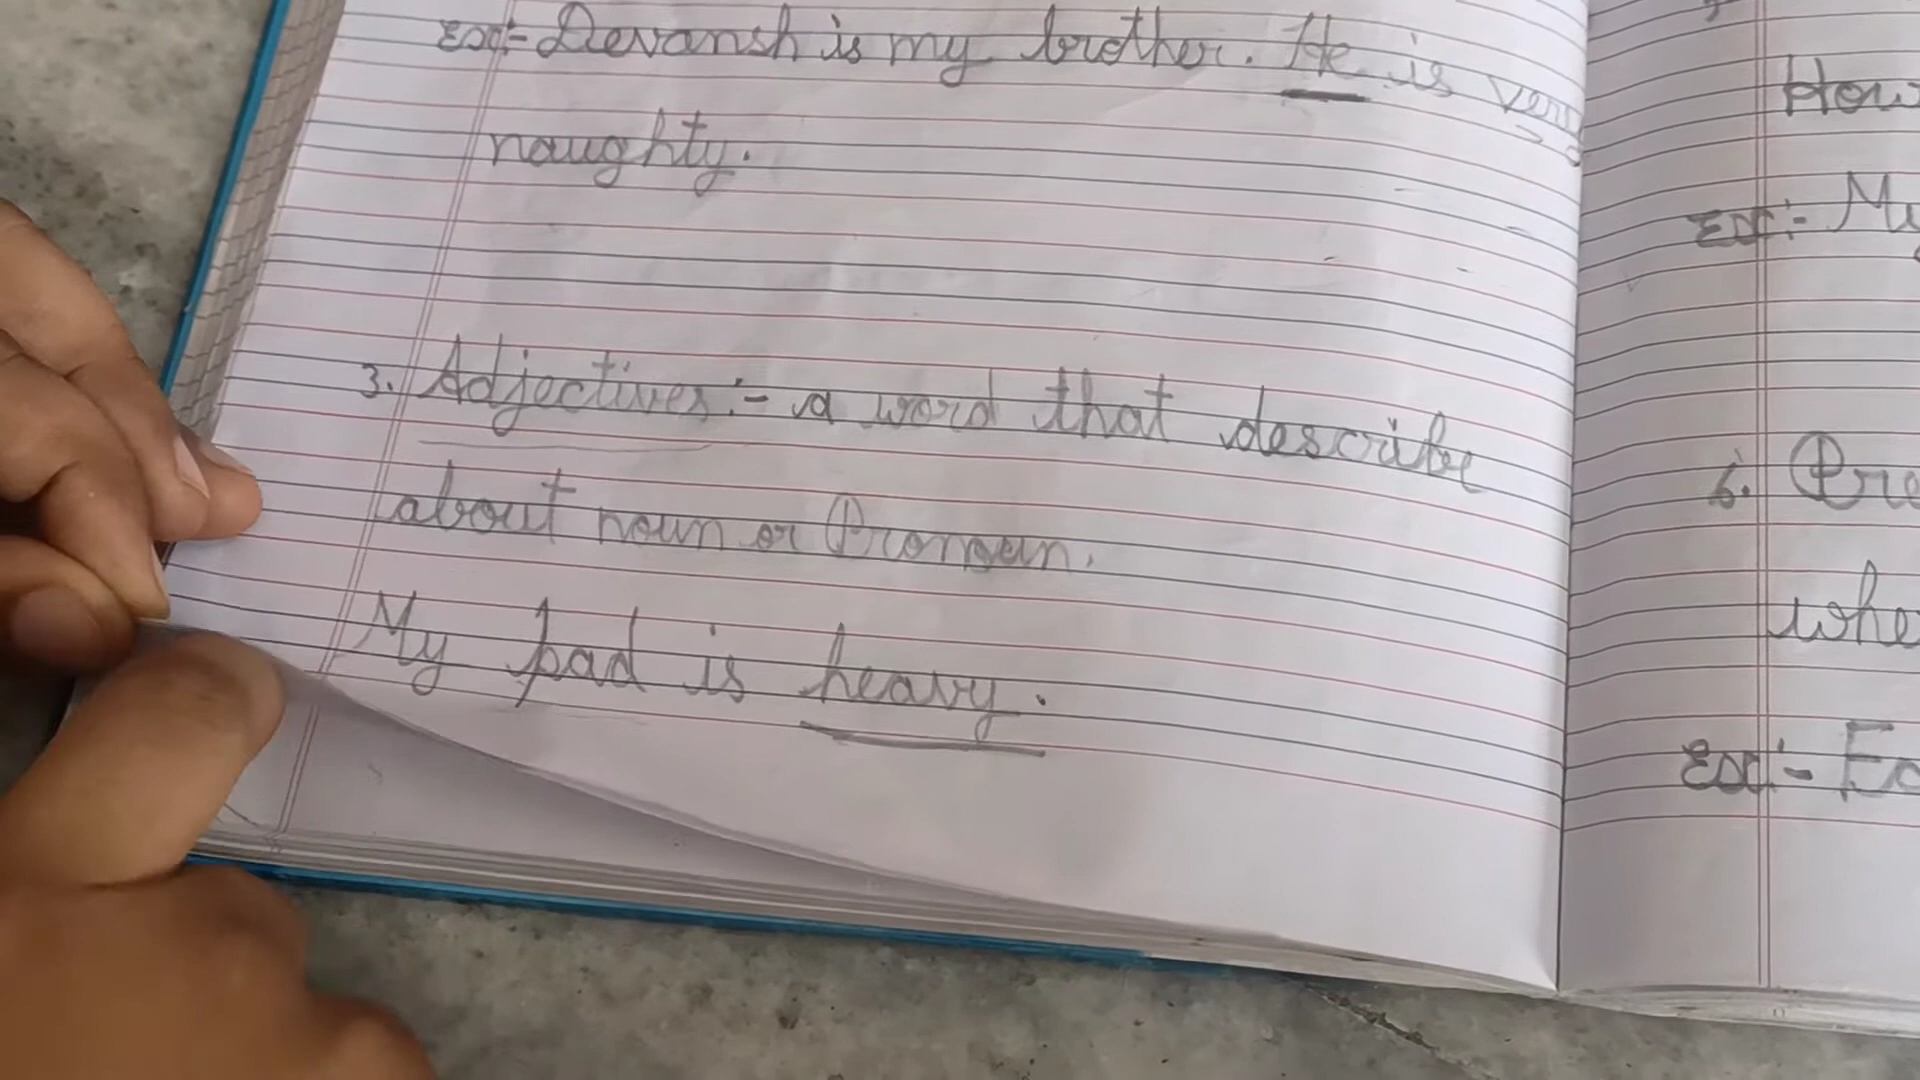 Ex:- Devansh is my brother. He is very
naughty.
3. Adjectives:- a word that describe
about noun or Pronoun.
My pad is heavy.
How
Ex:- My
6. Pre
whe
Ex:-